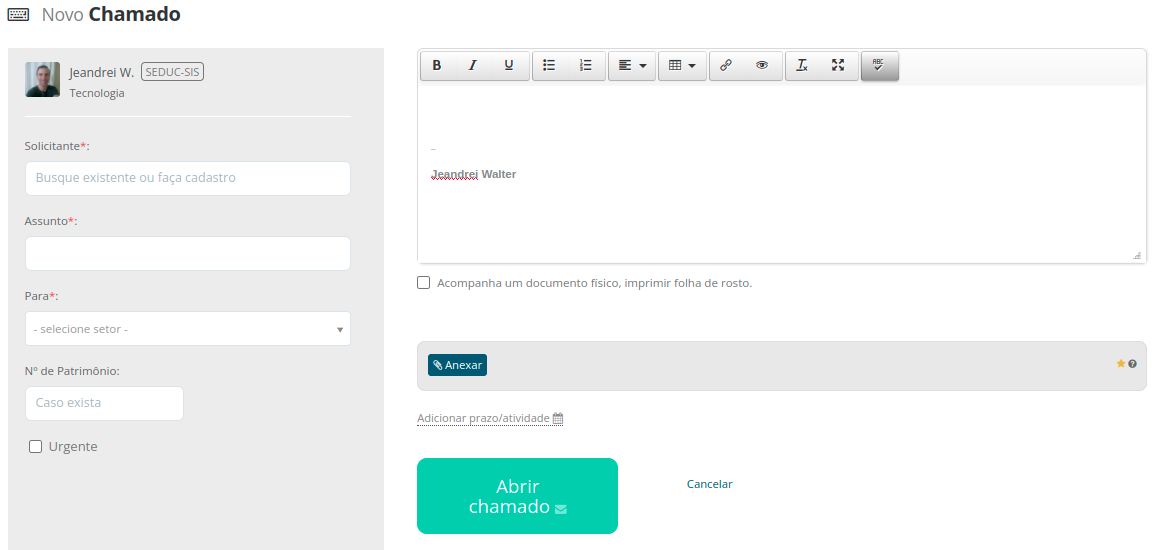 Novo Chamado
Jeandrei W. SEDUC-SIS
Tecnologia
Solicitante*:
Busque existente ou faça cadastro
Assunto*:
Para*:
- selecione setor -
Nº de Patrimônio:
Caso exista
Urgente
B I U
ABC
--
Jeandrei Walter
Acompanha um documento físico, imprimir folha de rosto.
Anexar
Adicionar prazo/atividade
Abrir
chamado
Cancelar